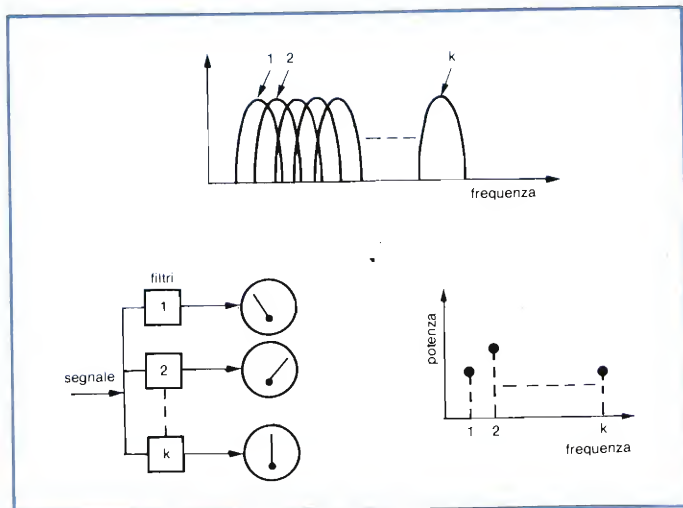 1 2 k
frequenza
filtri
1
segnale
2
k
potenza
1 2 k
frequenza